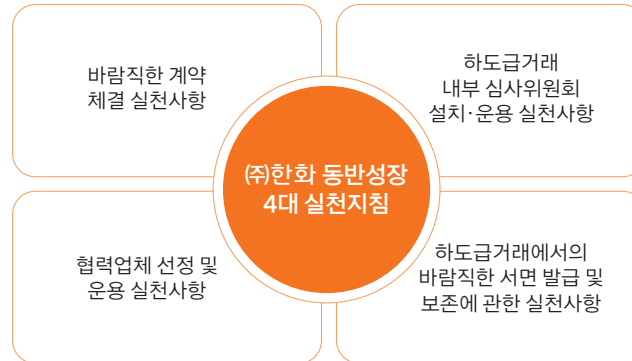 바람직한 계약
체결 실천사항
하도급거래
내부 심사위원회
설치·운용 실천사항
㈜한화 동반성장
4대 실천지침
협력업체 선정 및
운용 실천사항
하도급거래에서의
바람직한 서면 발급 및
보존에 관한 실천사항